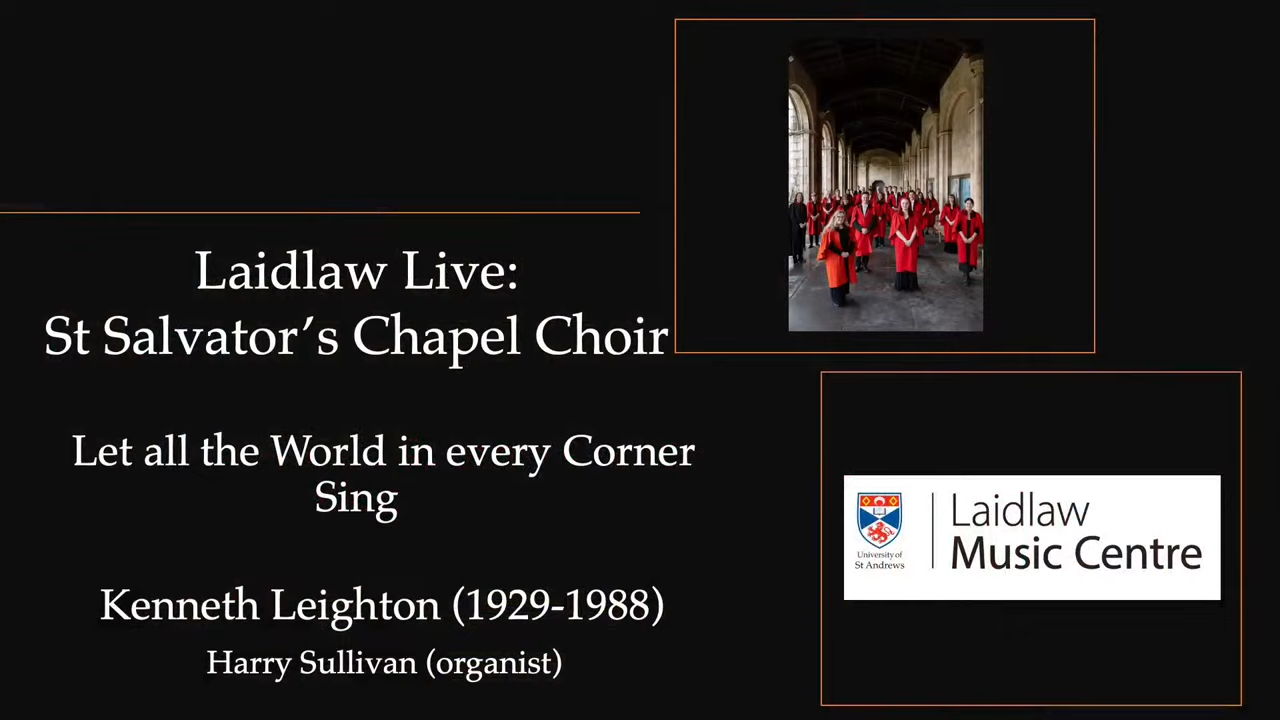 Laidlaw Live:
St Salvator’s Chapel Choir
Let all the World in every Corner
Sing
Kenneth Leighton (1929-1988)
Harry Sullivan (organist)
University of
St Andrews
Laidlaw
Music Centre